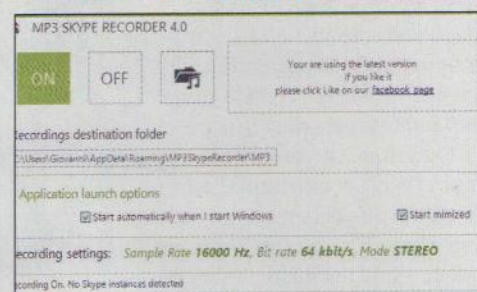 MP3 SKYPE RECORDER 4.0
ON OFF
Your are using the latest version
if you like it
please click Like on our facebook page
ecordings destination folder
C:\Users\Giovanni\AppData\Roaming\MP3SkypeRecorder\MP3
Application launch options
Start automatically when I start Windows Start mimized
ecording settings: Sample Rate 16000 Hz, Bit rate 64 kbit/s, Mode STEREO
ecording On. No Skype instances detected